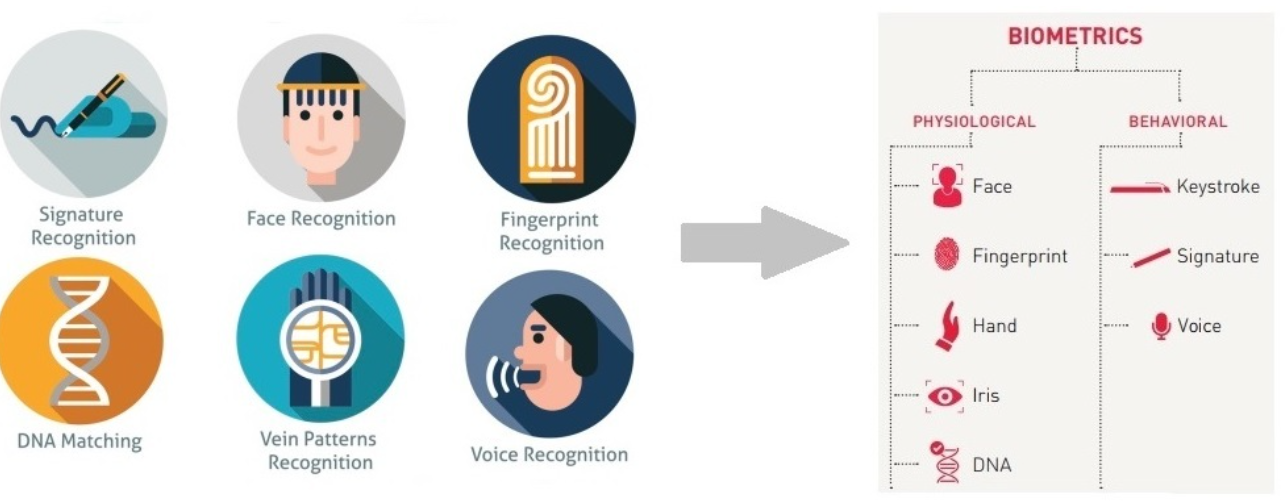 Signature
Recognition
Face Recognition
Fingerprint
Recognition
DNA Matching
Vein Patterns
Recognition
Voice Recognition
BIOMETRICS
PHYSIOLOGICAL
Face
Fingerprint
Hand
Iris
DNA
BEHAVIORAL
Keystroke
Signature
Voice